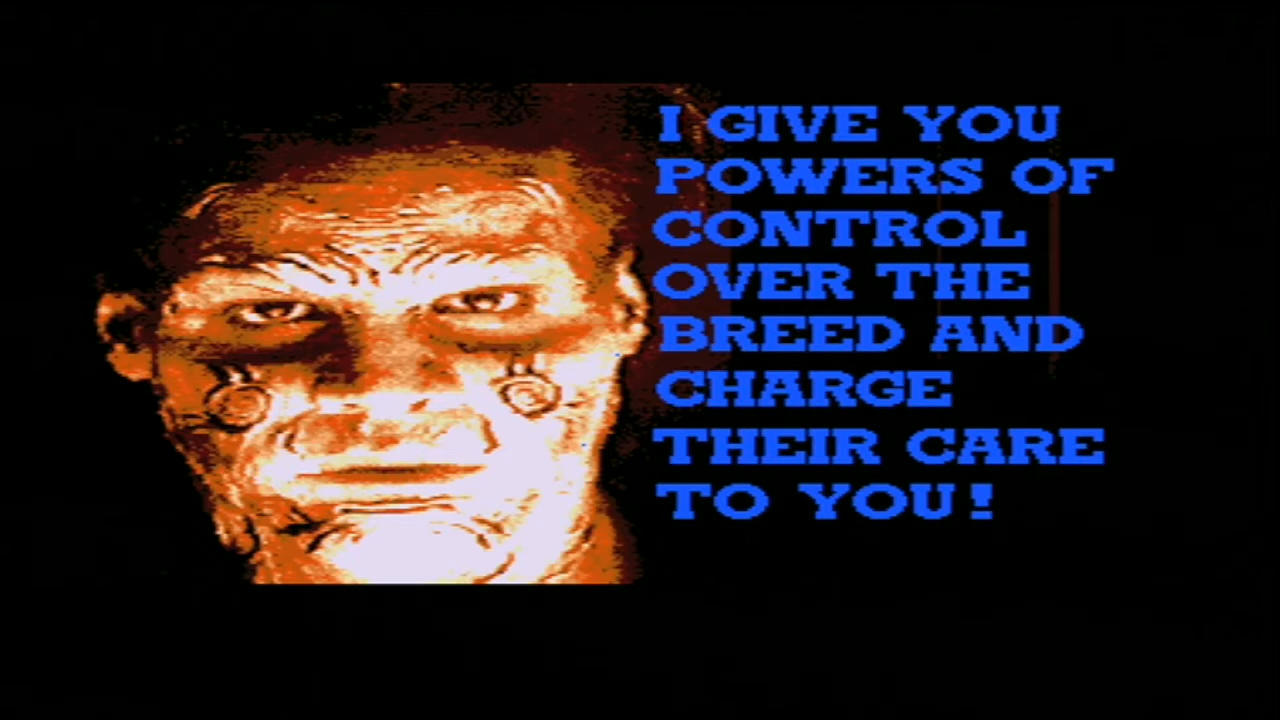 I GIVE YOU
POWERS OF
CONTROL
OVER THE
BREED AND
CHARGE
THEIR CARE
TO YOU!